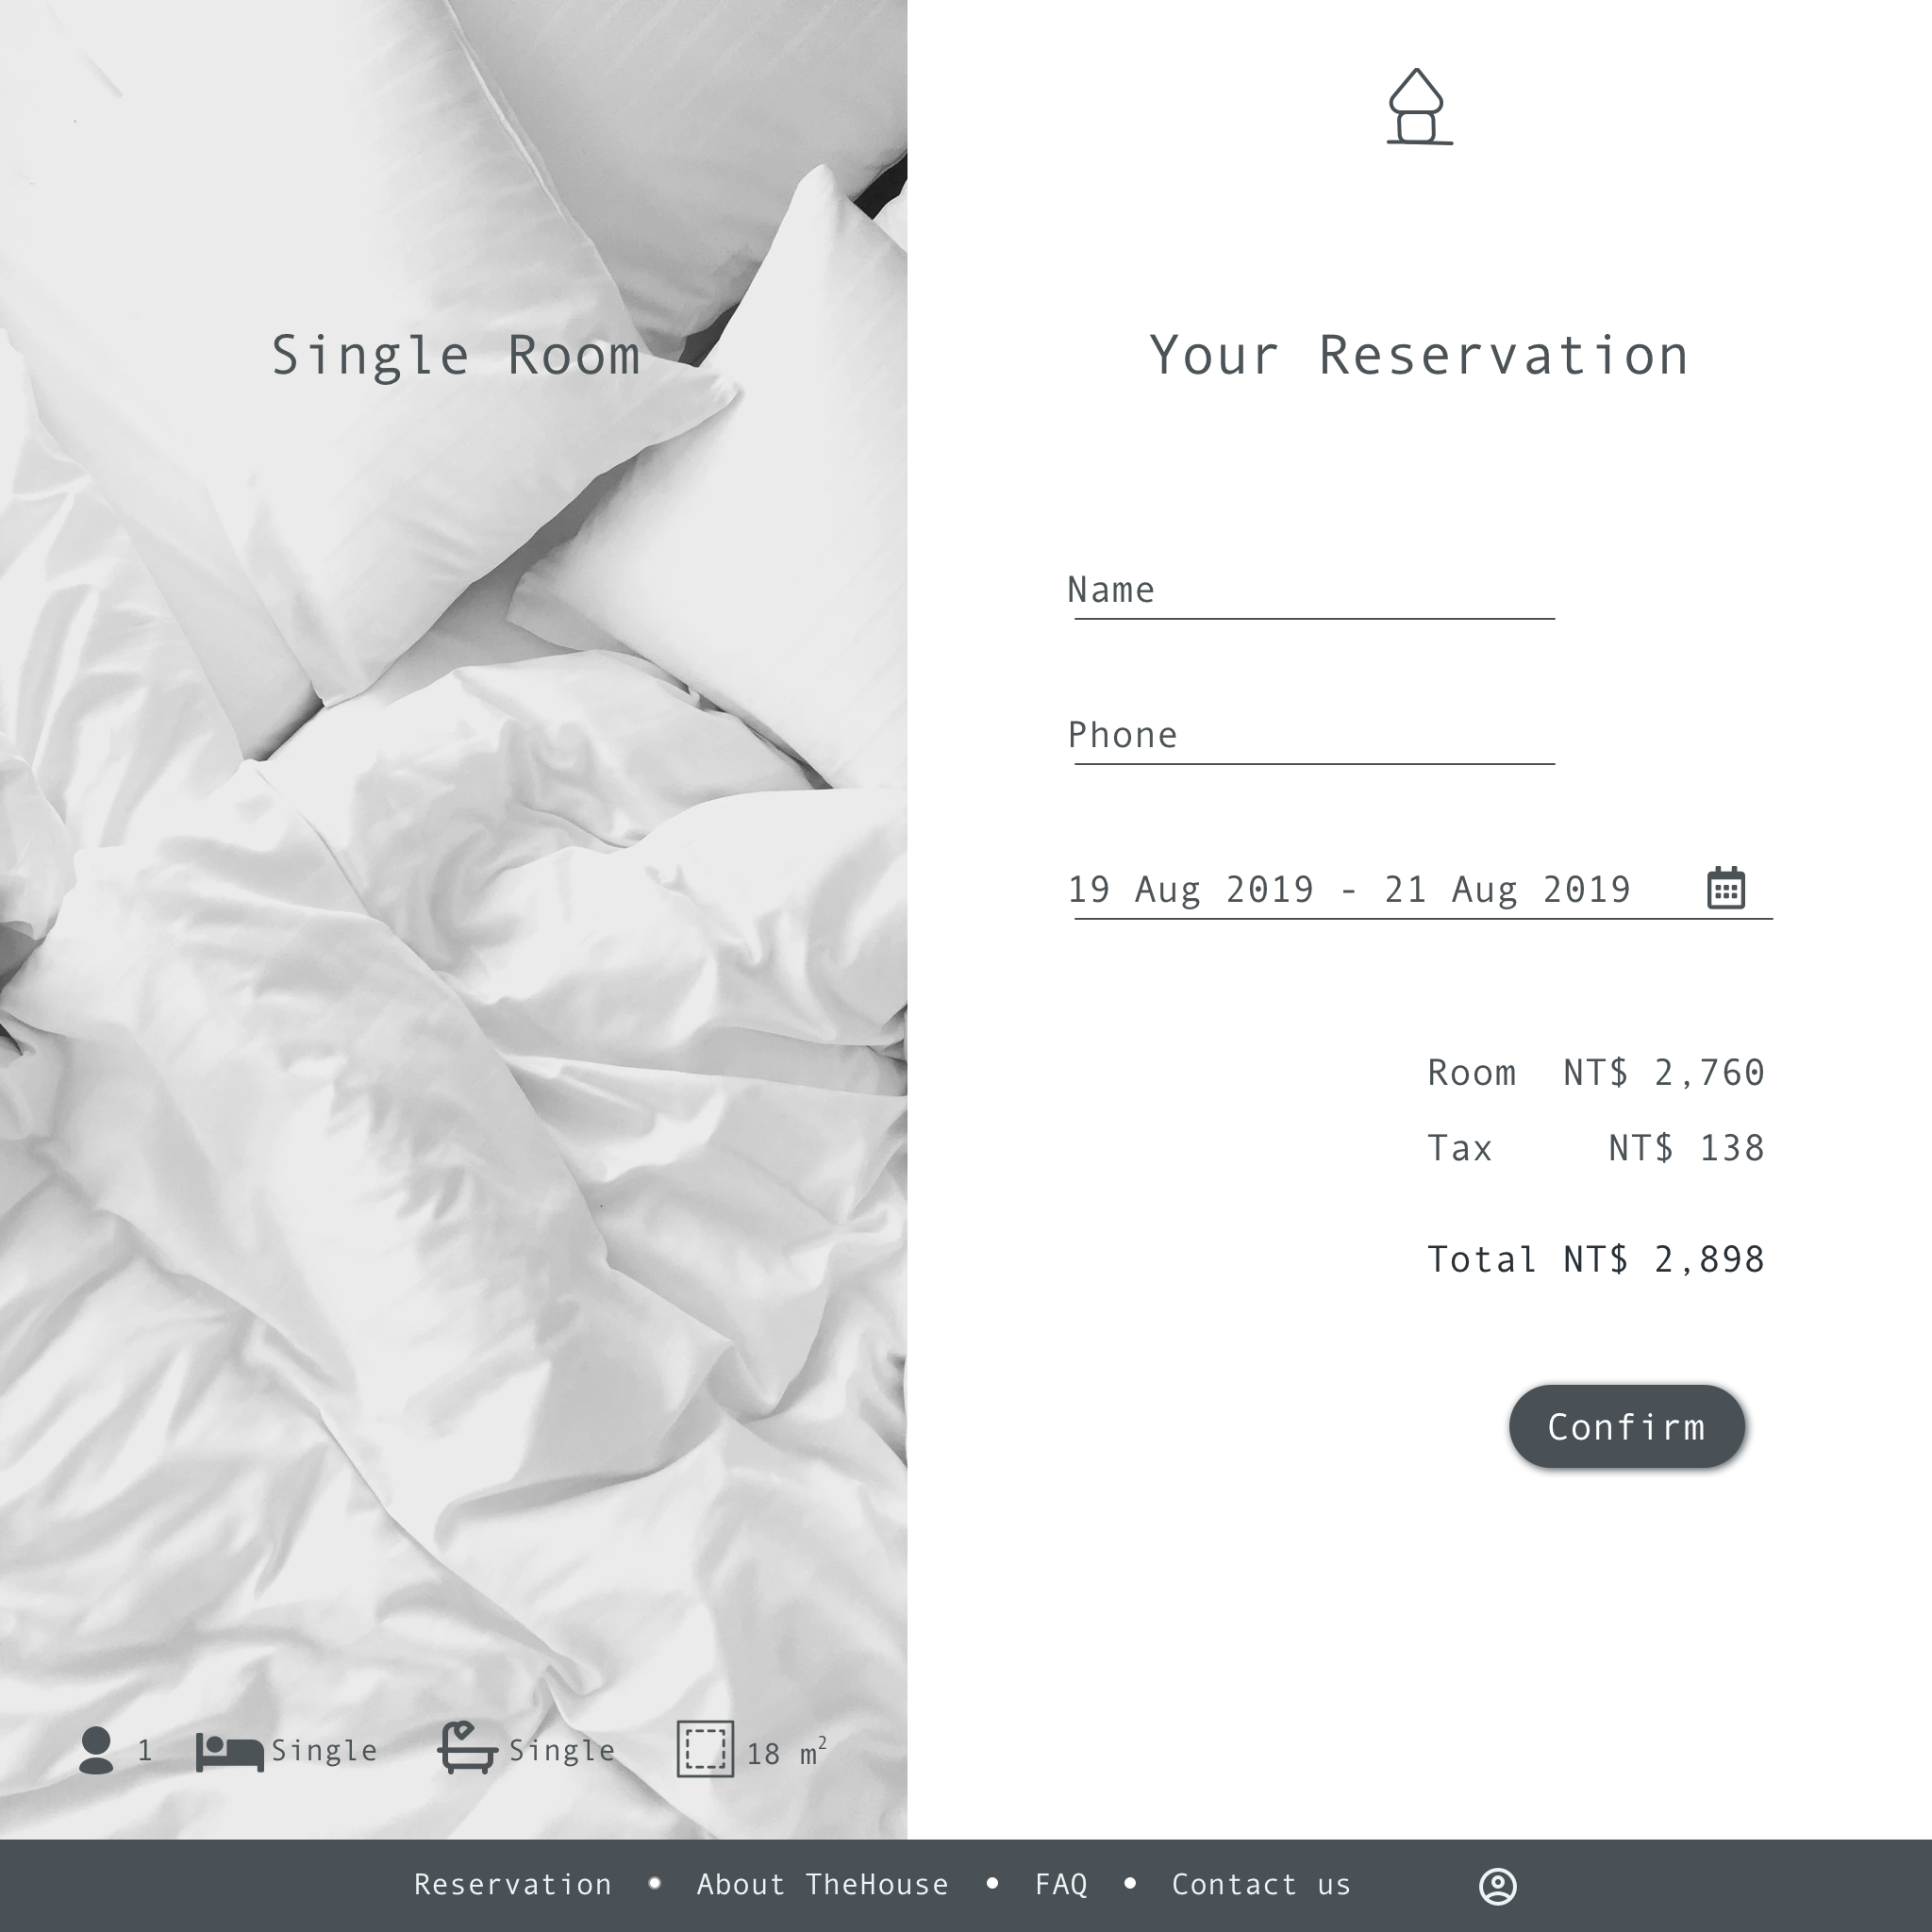 Single Room
1
Single
Single
18 m²
Your Reservation
Name
Phone
19 Aug 2019 - 21 Aug 2019
Room NT$ 2,760
Tax NT$ 138
Total NT$ 2,898
Confirm
Reservation • About TheHouse • FAQ • Contact us